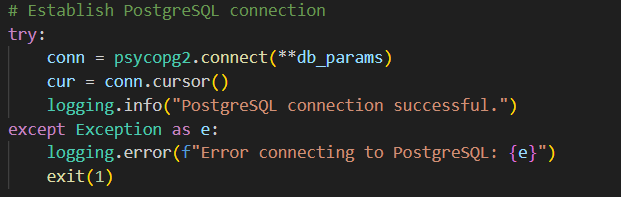 # Establish PostgreSQL connection
try:
    conn = psycopg2.connect(**db_params)
    cur = conn.cursor()
    logging.info("PostgreSQL connection successful.")
except Exception as e:
    logging.error(f"Error connecting to PostgreSQL: {e}")
    exit(1)